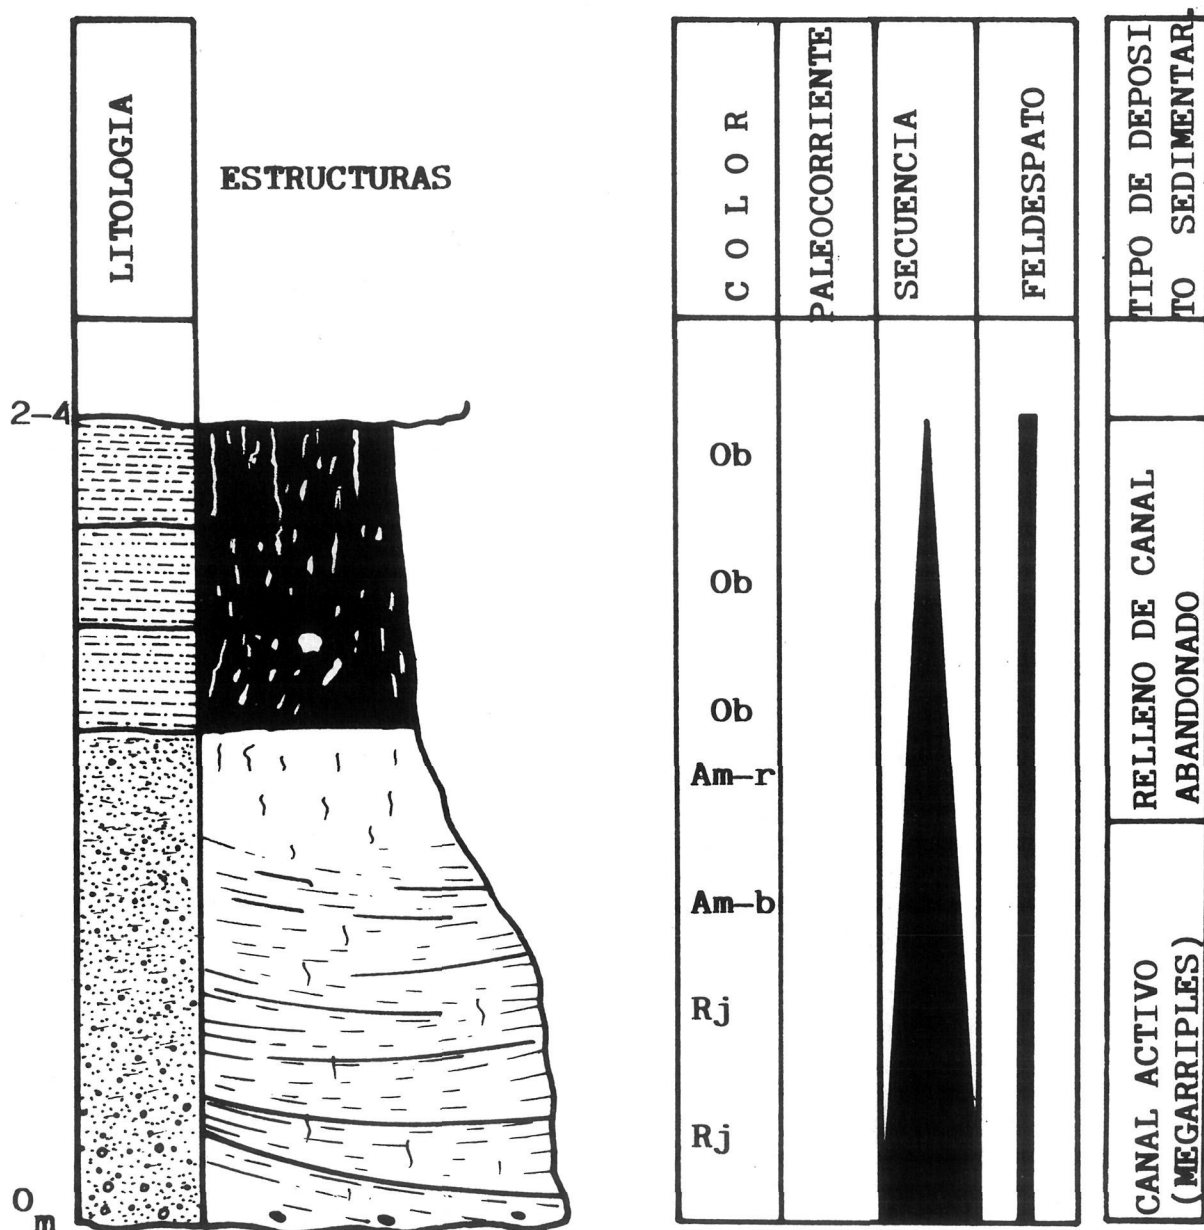 LITOLOGIA
ESTRUCTURAS
COLOR
PALEOCORRIENTE
SECUENCIA
FELDESPATO
TIPO DE DEPOSI
TO SEDIMENTAR.
2-4
Ob
Ob
Ob
Am-r
Am-b
Rj
Rj
RELLENO DE CANAL
ABANDONADO
CANAL ACTIVO
(MEGARRIPLES)
0
m